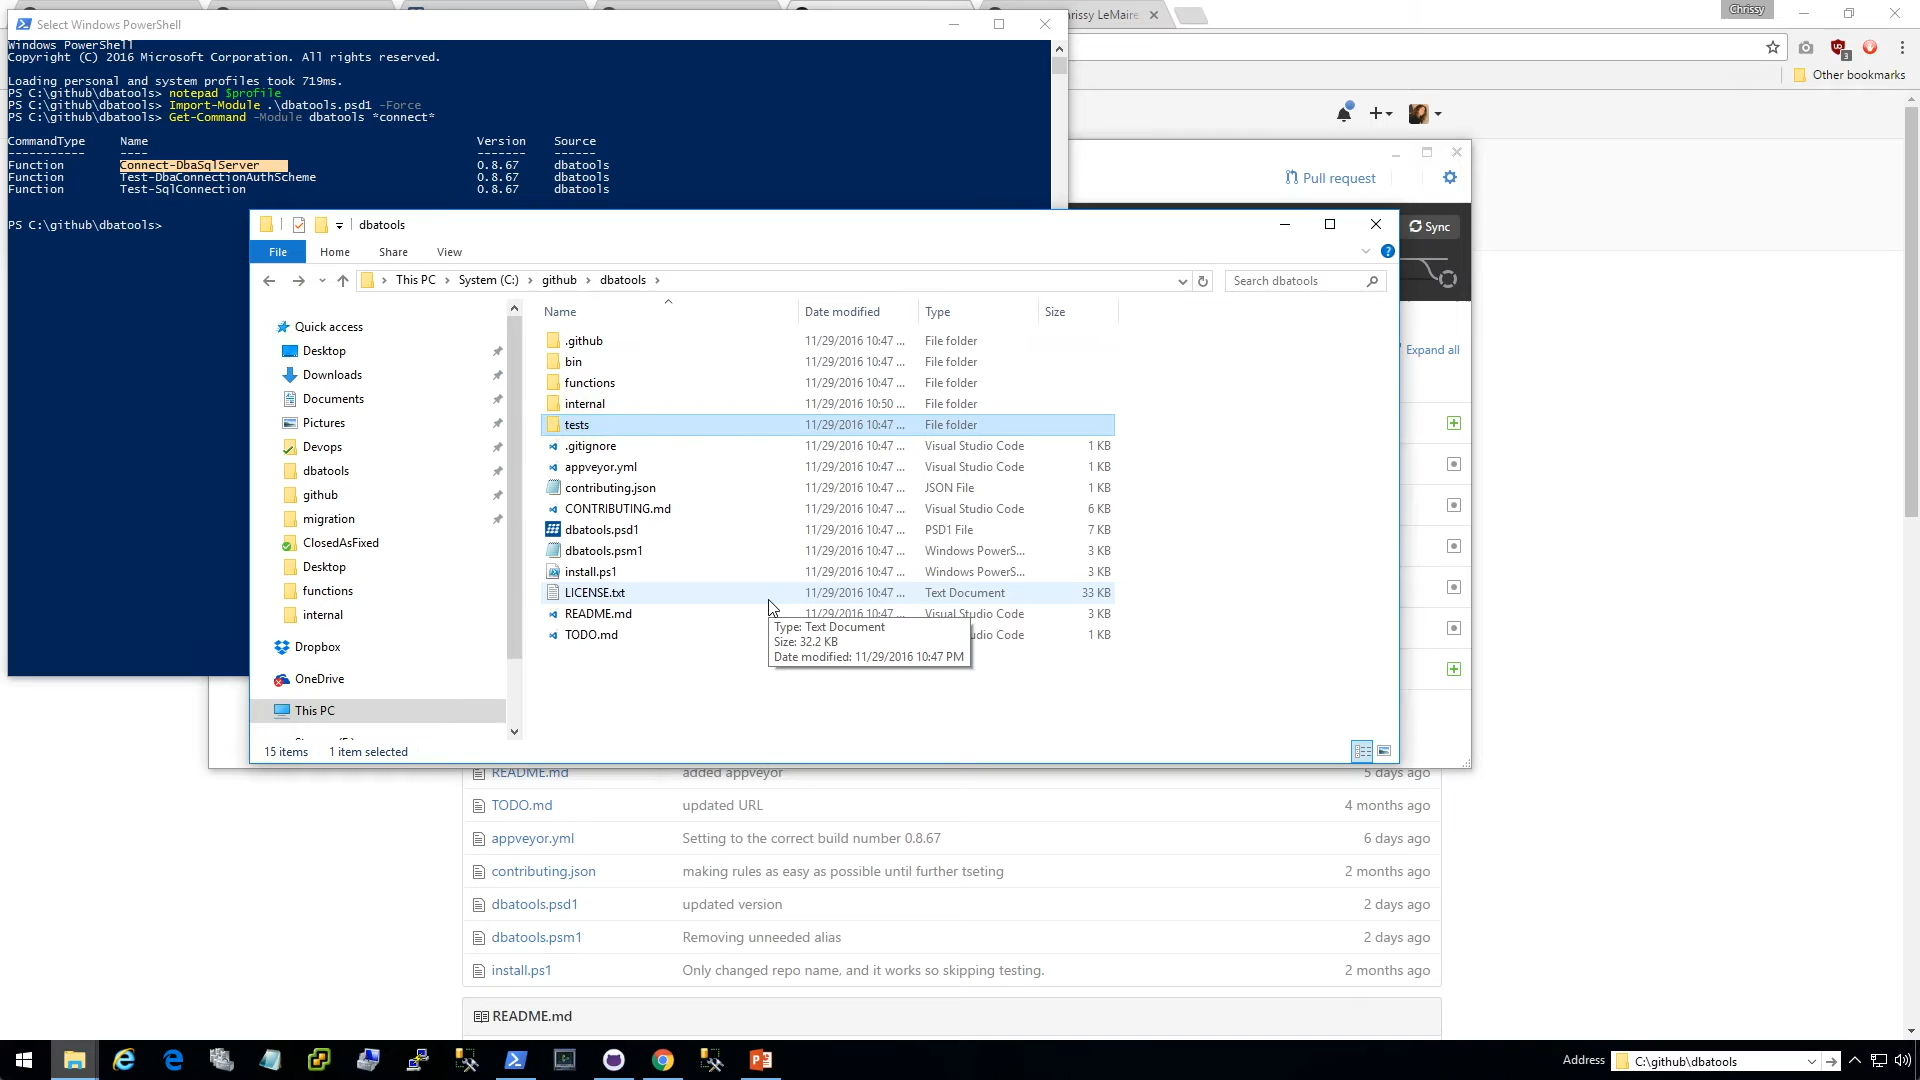 Select Windows PowerShell
rissy LeMaire
Chrissy
Windows PowerShell
Copyright (C) 2016 Microsoft Corporation. All rights reserved.
Other bookmarks
Loading personal and system profiles took 719ms.
PS C:\github\dbatools> notepad $profile
PS C:\github\dbatools> Import-Module .\dbatools.psd1 -Force
PS C:\github\dbatools> Get-Command -Module dbatools *connect*
CommandType Name Version Source
----------- ---- ------- ------
Function Connect-DbaSqlServer 0.8.67 dbatools
Function Test-DbaConnectionAuthScheme 0.8.67 dbatools
Function Test-SqlConnection 0.8.67 dbatools
PS C:\github\dbatools>
Pull request
Sync
Expand all
dbatools
File Home Share View
This PC System (C:) github dbatools
Search dbatools
Name Date modified Type Size
Quick access
Desktop
Downloads
Documents
Pictures
Devops
dbatools
github
migration
ClosedAsFixed
Desktop
functions
internal
Dropbox
OneDrive
This PC
.github 11/29/2016 10:47 ... File folder
bin 11/29/2016 10:47 ... File folder
functions 11/29/2016 10:47 ... File folder
internal 11/29/2016 10:50 ... File folder
tests 11/29/2016 10:47 ... File folder
.gitignore 11/29/2016 10:47 ... Visual Studio Code 1 KB
appveyor.yml 11/29/2016 10:47 ... Visual Studio Code 1 KB
contributing.json 11/29/2016 10:47 ... JSON File 1 KB
CONTRIBUTING.md 11/29/2016 10:47 ... Visual Studio Code 6 KB
dbatools.psd1 11/29/2016 10:47 ... PSD1 File 7 KB
dbatools.psm1 11/29/2016 10:47 ... Windows PowerS... 3 KB
install.ps1 11/29/2016 10:47 ... Windows PowerS... 3 KB
LICENSE.txt 11/29/2016 10:47 ... Text Document 33 KB
README.md 11/29/2016 10:47 ... Visual Studio Code 3 KB
TODO.md udio Code 1 KB
Type: Text Document
Size: 32.2 KB
Date modified: 11/29/2016 10:47 PM
15 items 1 item selected
README.md added appveyor 5 days ago
TODO.md updated URL 4 months ago
appveyor.yml Setting to the correct build number 0.8.67 6 days ago
contributing.json making rules as easy as possible until further tseting 2 months ago
dbatools.psd1 updated version 2 days ago
dbatools.psm1 Removing unneeded alias 2 days ago
install.ps1 Only changed repo name, and it works so skipping testing. 2 months ago
README.md
Address C:\github\dbatools